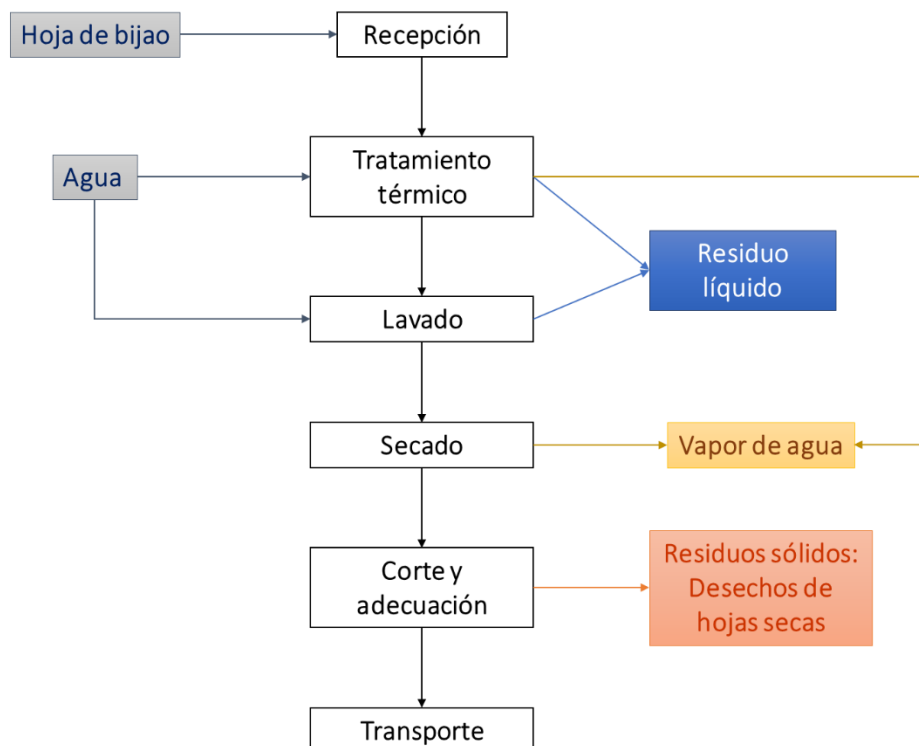 Hoja de bijao
Recepción
Agua
Tratamiento
térmico
Residuo
líquido
Lavado
Secado
Vapor de agua
Corte y
adecuación
Residuos sólidos:
Desechos de
hojas secas
Transporte